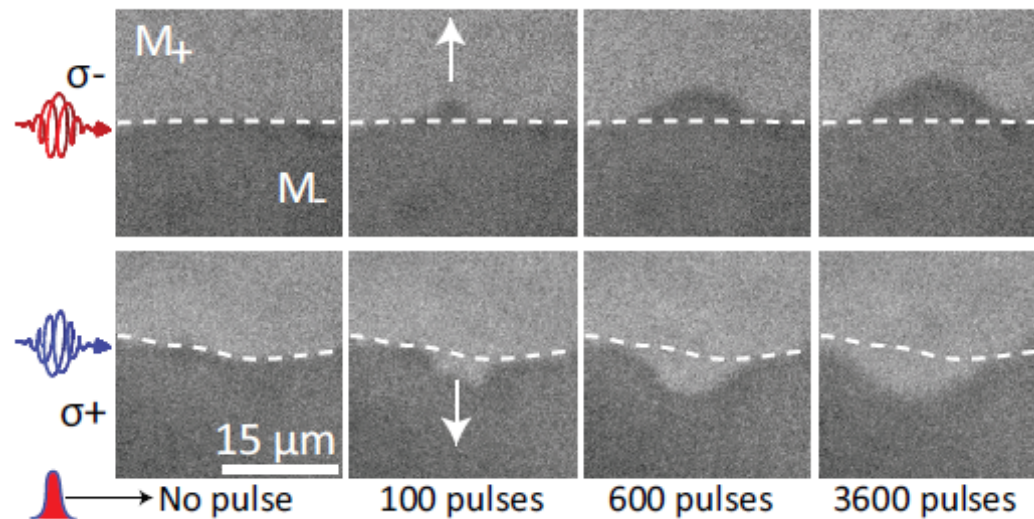 M+
σ-
M-
σ+
15 μm
No pulse
100 pulses
600 pulses
3600 pulses